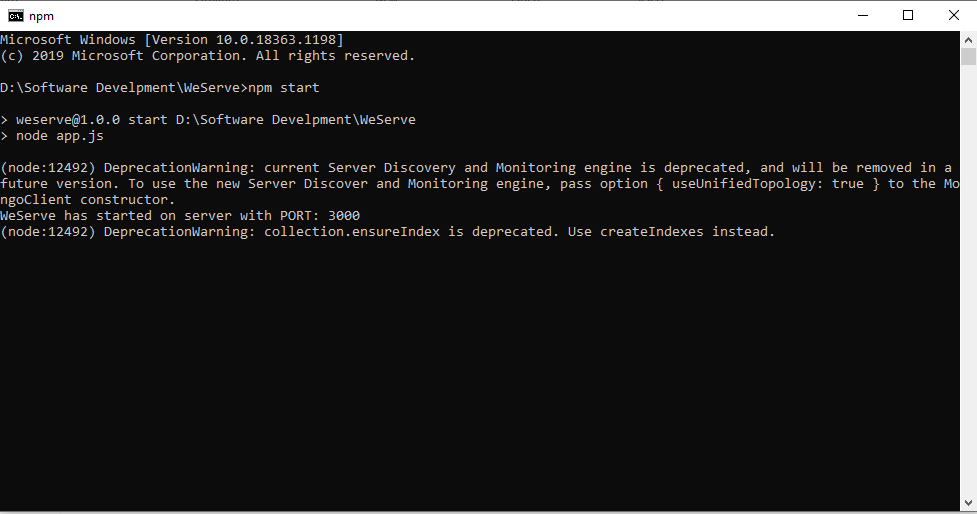 npm
Microsoft Windows [Version 10.0.18363.1198]
(c) 2019 Microsoft Corporation. All rights reserved.
D:\Software Develpment\WeServe>npm start
> weserve@1.0.0 start D:\Software Develpment\WeServe
> node app.js
(node:12492) DeprecationWarning: current Server Discovery and Monitoring engine is deprecated, and will be removed in a
future version. To use the new Server Discover and Monitoring engine, pass option { useUnifiedTopology: true } to the Mo
ngoClient constructor.
WeServe has started on server with PORT: 3000
(node:12492) DeprecationWarning: collection.ensureIndex is deprecated. Use createIndexes instead.